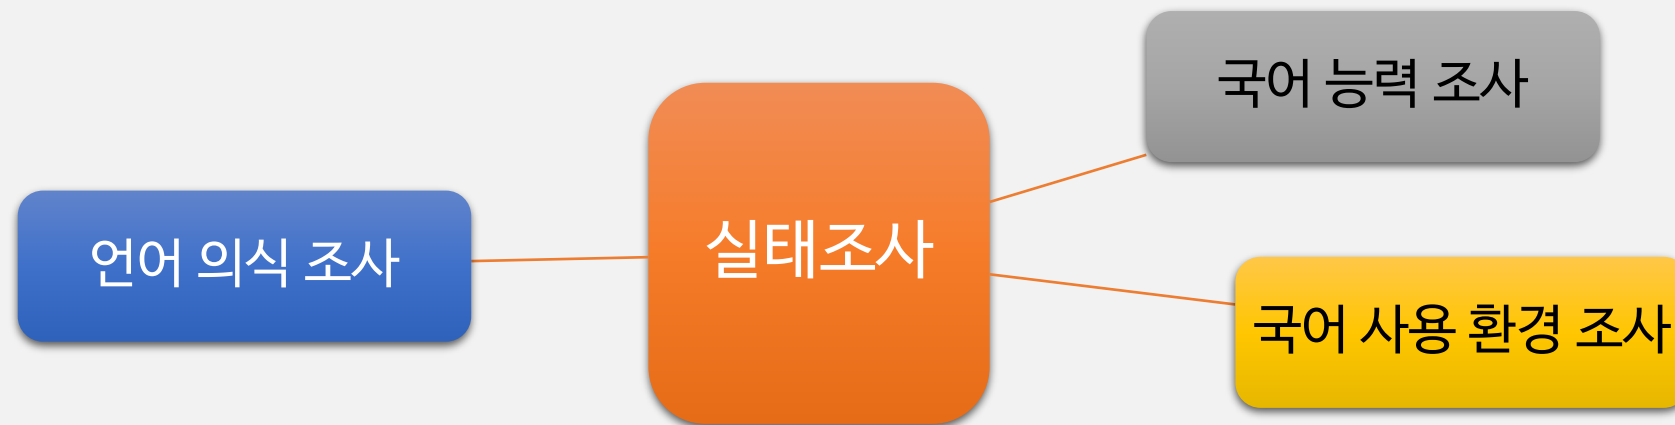 국어 능력 조사
실태조사
언어 의식 조사
국어 사용 환경 조사